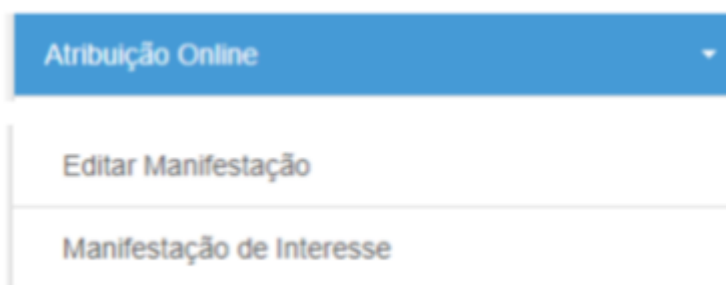 Atribuição Online
Editar Manifestação
Manifestação de Interesse